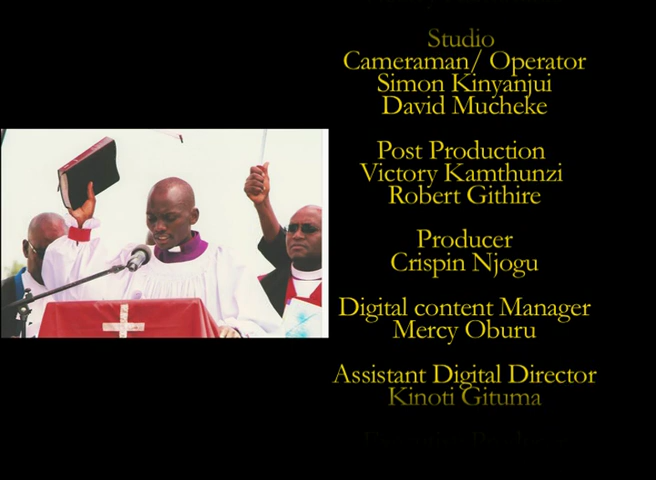 Studio
Cameraman/ Operator
Simon Kinyanjui
David Mucheke
Post Production
Victory Kamthunzi
Robert Githire
Producer
Crispin Njogu
Digital content Manager
Mercy Oburu
Assistant Digital Director
Kinoti Gituma